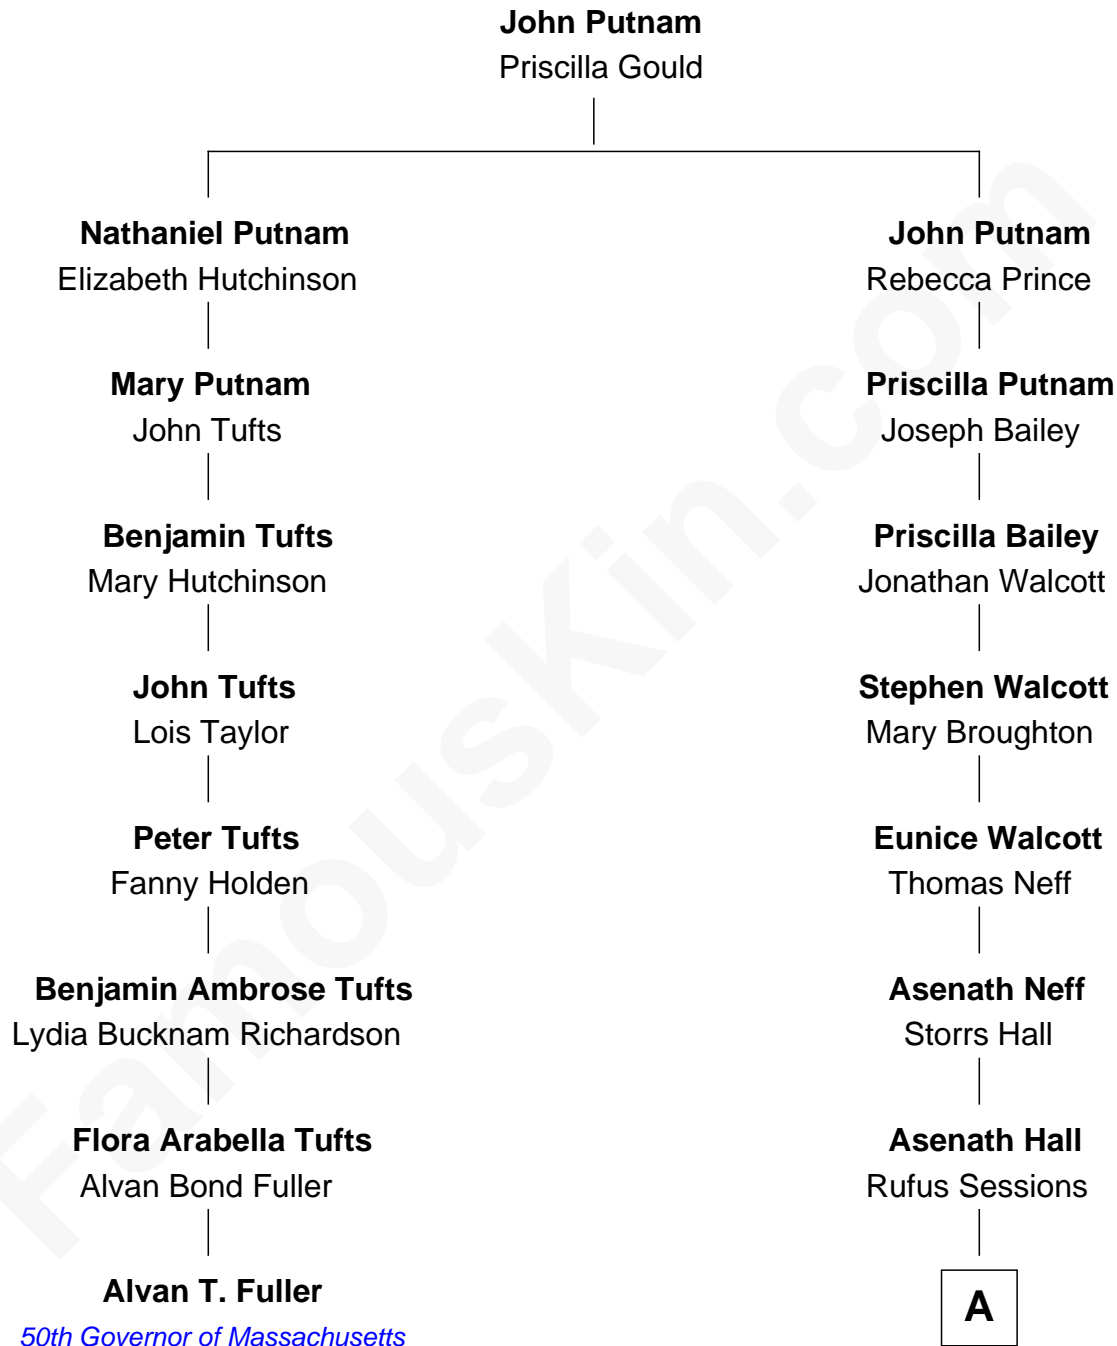 John Putnam
Priscilla Gould
Nathaniel Putnam
Elizabeth Hutchinson
John Putnam
Rebecca Prince
Mary Putnam
John Tufts
Priscilla Putnam
Joseph Bailey
Benjamin Tufts
Mary Hutchinson
Priscilla Bailey
Jonathan Walcott
John Tufts
Lois Taylor
Stephen Walcott
Mary Broughton
Peter Tufts
Fanny Holden
Eunice Walcott
Thomas Neff
Benjamin Ambrose Tufts
Lydia Bucknam Richardson
Asenath Neff
Storrs Hall
Flora Arabella Tufts
Alvan Bond Fuller
Asenath Hall
Rufus Sessions
Alvan T. Fuller
50th Governor of Massachusetts
A
FamousKin.com